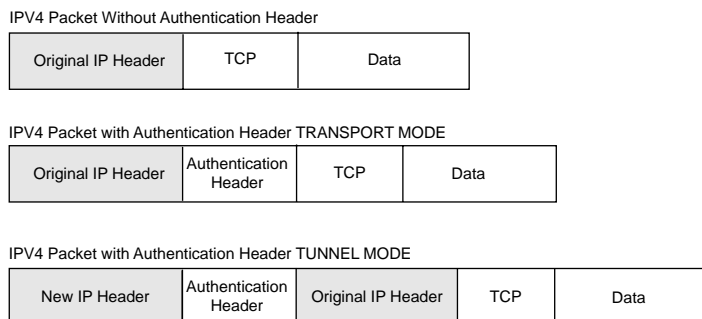 IPV4 Packet Without Authentication Header
Original IP Header TCP Data
IPV4 Packet with Authentication Header TRANSPORT MODE
Original IP Header Authentication Header TCP Data
IPV4 Packet with Authentication Header TUNNEL MODE
New IP Header Authentication Header Original IP Header TCP Data